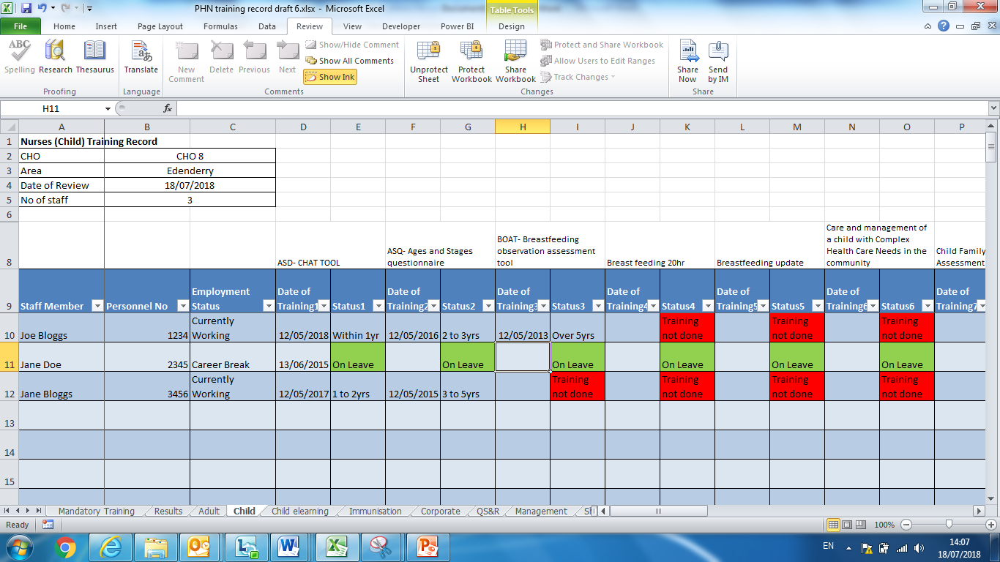 PHN training record draft 6.xlsx - Microsoft Excel
Table Tools
File Home Insert Page Layout Formulas Data Review View Developer Power BI Design
ABC
Spelling Research Thesaurus
Proofing
Translate
Language
New Comment Delete Previous Next
Show/Hide Comment
Show All Comments
Show Ink
Comments
Unprotect Sheet Protect Workbook Share Workbook
Protect and Share Workbook
Allow Users to Edit Ranges
Track Changes
Changes
Share Now Send by IM
Share
H11 fx
A B C D E F G H I J K L M N O P
1 Nurses (Child) Training Record
2 CHO CHO 8
3 Area Edenderry
4 Date of Review 18/07/2018
5 No of staff 3
6
8 ASD- CHAT TOOL ASQ- Ages and Stages questionnaire BOAT- Breastfeeding observation assessment tool Breast feeding 20hr Breastfeeding update Care and management of a child with Complex Health Care Needs in the community Child Family Assessment
9 Staff Member Personnel No Employment Status Date of Training1 Status1 Date of Training2 Status2 Date of Training3 Status3 Date of Training4 Status4 Date of Training5 Status5 Date of Training6 Status6 Date of Training7
10 Joe Bloggs 1234 Currently Working 12/05/2018 Within 1yr 12/05/2016 2 to 3yrs 12/05/2013 Over 5yrs Training not done Training not done Training not done
11 Jane Doe 2345 Career Break 13/06/2015 On Leave On Leave On Leave On Leave On Leave On Leave
12 Jane Bloggs 3456 Currently Working 12/05/2017 1 to 2yrs 12/05/2015 3 to 5yrs Training not done Training not done Training not done Training not done
13
14
15
Mandatory Training Results Adult Child Child elearning Immunisation Corporate QS&R Management
Ready 100%
EN 14:07
18/07/2018